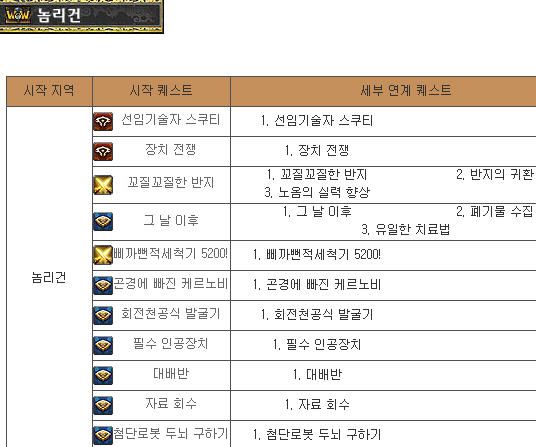 WoW 놈리건
시작 지역 시작 퀘스트 세부 연계 퀘스트
선임기술자 스쿠티 1. 선임기술자 스쿠티
장치 전쟁 1. 장치 전쟁
꼬질꼬질한 반지 1. 꼬질꼬질한 반지 2. 반지의 귀환
3. 노움의 실력 향상
그 날 이후 1. 그 날 이후 2. 폐기물 수집
3. 유일한 치료법
삐까뻔적세척기 5200! 1. 삐까뻔적세척기 5200!
놈리건
곤경에 빠진 케르노비 1. 곤경에 빠진 케르노비
회전천공식 발굴기 1. 회전천공식 발굴기
필수 인공장치 1. 필수 인공장치
대배반 1. 대배반
자료 회수 1. 자료 회수
첨단로봇 두뇌 구하기 1. 첨단로봇 두뇌 구하기